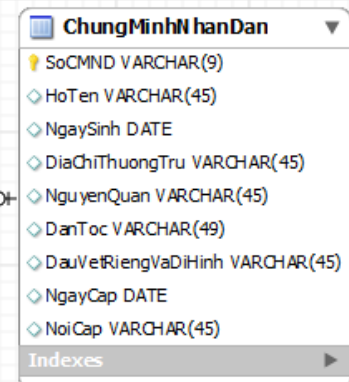 ChungMinhNhanDan
SoCMND VARCHAR(9)
HoTen VARCHAR(45)
NgaySinh DATE
DiaChiThuongTru VARCHAR(45)
NguyenQuan VARCHAR(45)
DanToc VARCHAR(49)
DauVetRiengVaDiHinh VARCHAR(45)
NgayCap DATE
NoiCap VARCHAR(45)
Indexes